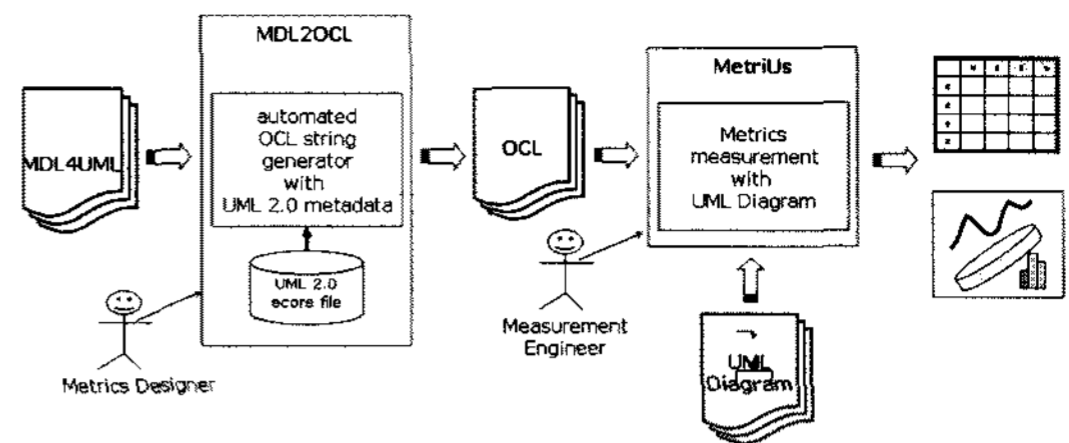 MDL4UML
MDL2OCL
automated
OCL string
generator
with
UML 2.0 metadata
UML 2.0
ecore file
Metrics Designer
OCL
Measurement
Engineer
MetriUs
Metrics
measurement
with
UML Diagram
UML
Diagram